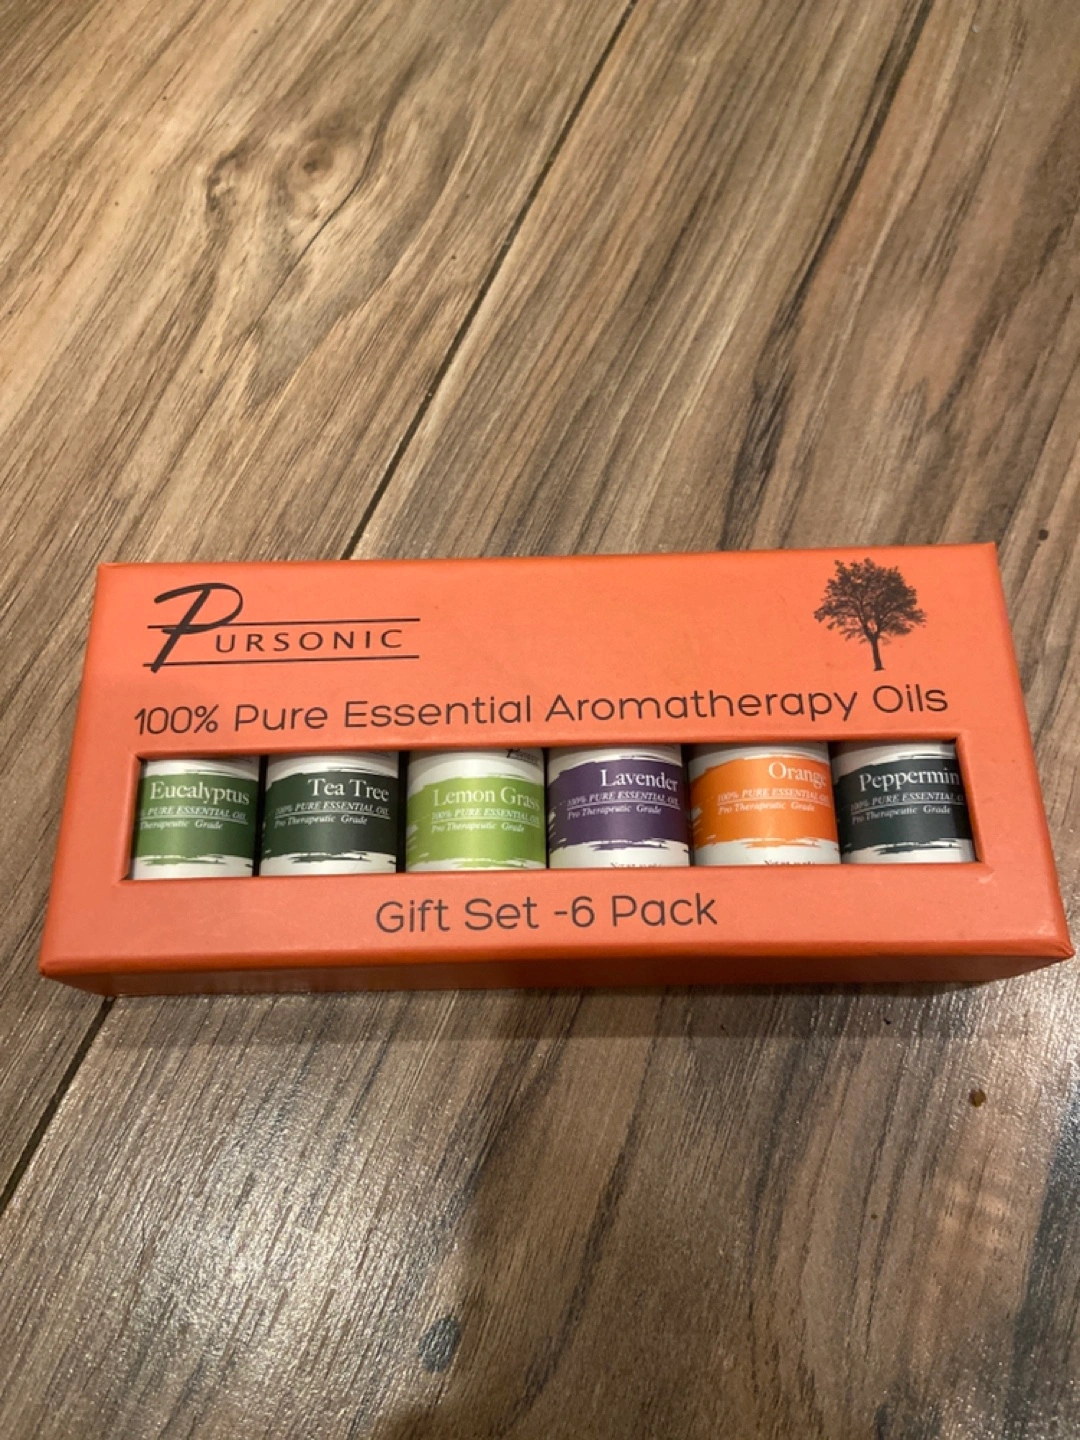 PURSONIC
100% Pure Essential Aromatherapy Oils
Eucalyptus
PURE ESSENTIAL OIL
Therapeutic Grade
Tea Tree
100% PURE ESSENTIAL OIL
Pro Therapeutic Grade
Lemon Grass
100% PURE ESSENTIAL OIL
Pro Therapeutic Grade
Lavender
100% PURE ESSENTIAL OIL
Pro Therapeutic Grade
Orange
100% PURE ESSENTIAL OIL
Pro Therapeutic Grade
Peppermin
100% PURE ESSENTIAL O
Pro Therapeutic Grade
Gift Set -6 Pack